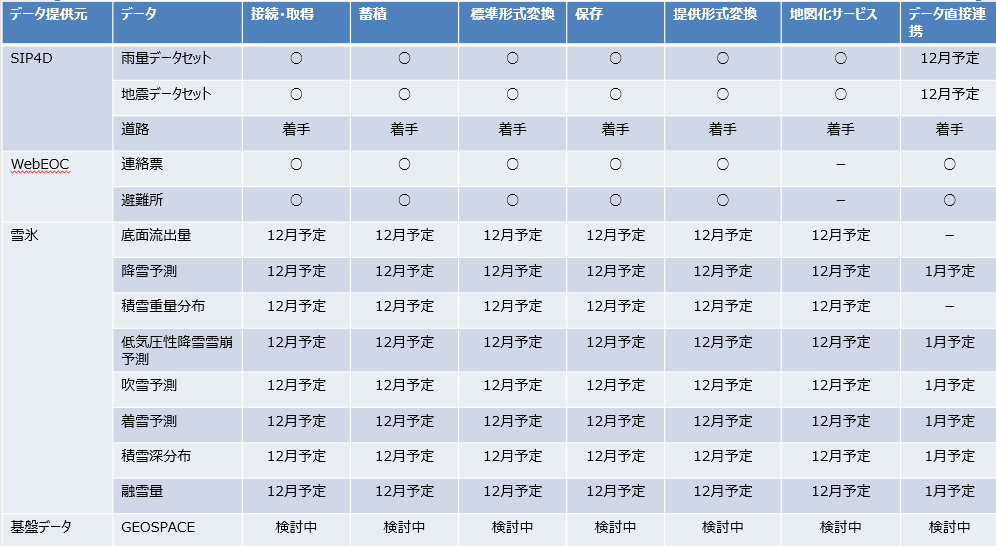 データ提供元 データ 接続・取得 蓄積 標準形式変換 保存 提供形式変換 地図化サービス データ直接連携
SIP4D 雨量データセット ○ ○ ○ ○ ○ ○ 12月予定
地震データセット ○ ○ ○ ○ ○ ○ 12月予定
道路 着手 着手 着手 着手 着手 着手 着手
WebEOC 連絡票 ○ ○ ○ ○ ○ － ○
避難所 ○ ○ ○ ○ ○ － ○
雪氷 底面流出量 12月予定 12月予定 12月予定 12月予定 12月予定 12月予定 －
降雪予測 12月予定 12月予定 12月予定 12月予定 12月予定 12月予定 1月予定
積雪重量分布 12月予定 12月予定 12月予定 12月予定 12月予定 12月予定 －
低気圧性降雪雪崩予測 12月予定 12月予定 12月予定 12月予定 12月予定 12月予定 1月予定
吹雪予測 12月予定 12月予定 12月予定 12月予定 12月予定 12月予定 1月予定
着雪予測 12月予定 12月予定 12月予定 12月予定 12月予定 12月予定 1月予定
積雪深分布 12月予定 12月予定 12月予定 12月予定 12月予定 12月予定 1月予定
融雪量 12月予定 12月予定 12月予定 12月予定 12月予定 12月予定 1月予定
基盤データ GEOSPACE 検討中 検討中 検討中 検討中 検討中 検討中 検討中